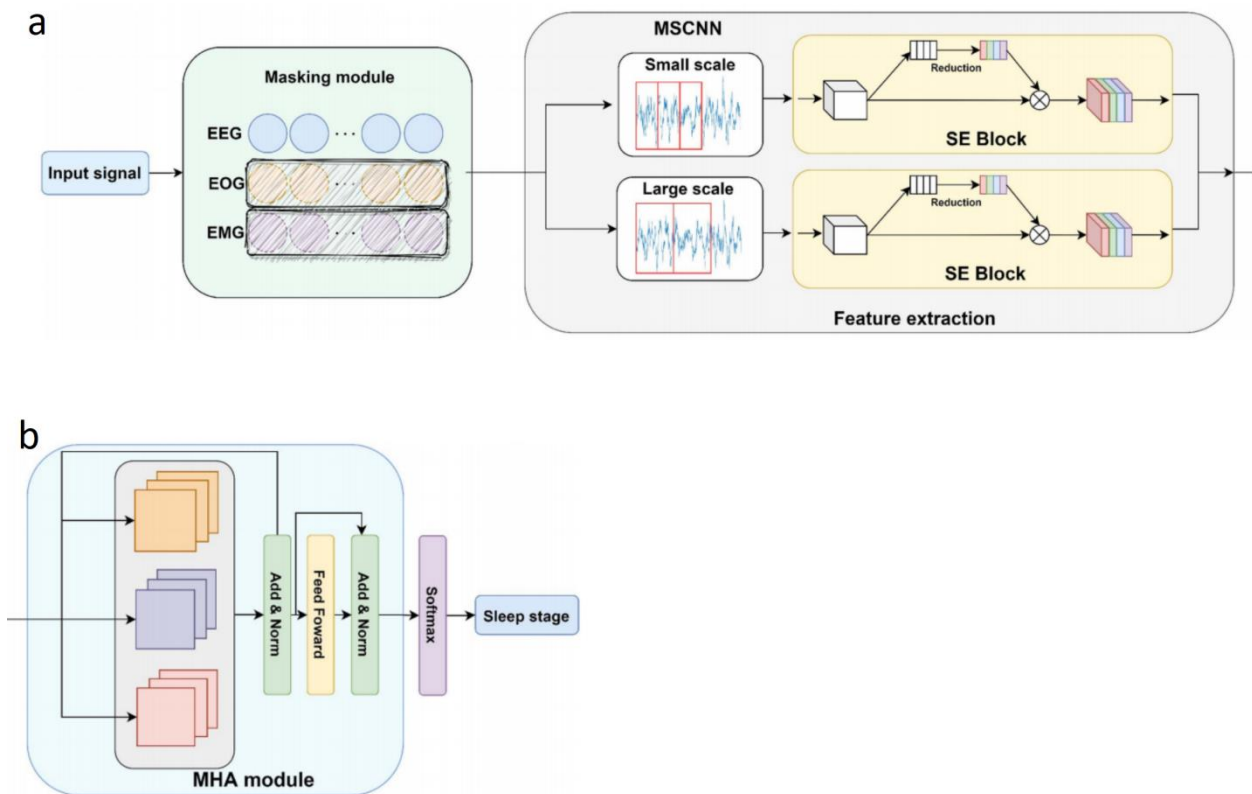 a
MSCNN
Masking module
Small scale
Reduction
EEG
SE Block
Input signal
EOG
Large scale
Reduction
EMG
SE Block
Feature extraction
b
Add & Norm
Feed Foward
Add & Norm
Softmax
Sleep stage
MHA module